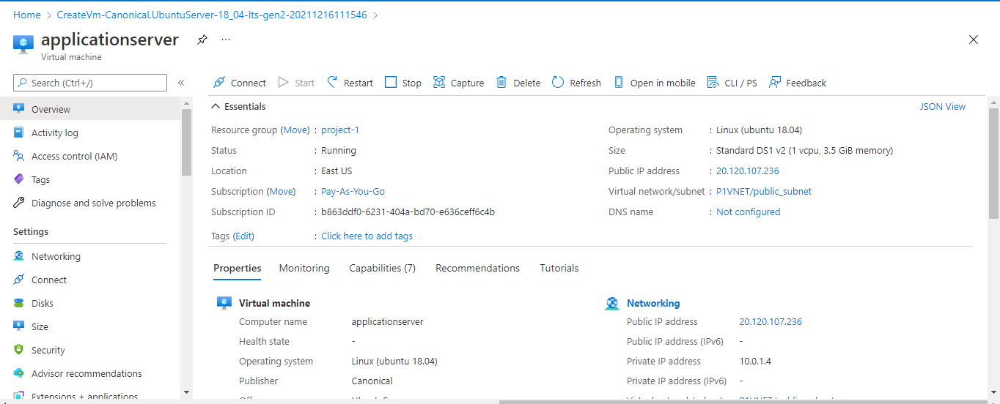 Home > CreateVm-Canonical.UbuntuServer-18_04-lts-gen2-20211216111546 >
applicationserver
Virtual machine
Search (Ctrl+/)
Overview
Activity log
Access control (IAM)
Tags
Diagnose and solve problems
Settings
Networking
Connect
Disks
Size
Security
Advisor recommendations
Extensions + applications
Connect Start Restart Stop Capture Delete Refresh Open in mobile CLI / PS Feedback
Essentials JSON View
Resource group (Move) : project-1
Status : Running
Location : East US
Subscription (Move) : Pay-As-You-Go
Subscription ID : b863ddf0-6231-404a-bd70-e636ceff6c4b
Tags (Edit) : Click here to add tags
Operating system : Linux (ubuntu 18.04)
Size : Standard DS1 v2 (1 vcpu, 3.5 GiB memory)
Public IP address : 20.120.107.236
Virtual network/subnet : P1VNET/public_subnet
DNS name : Not configured
Properties Monitoring Capabilities (7) Recommendations Tutorials
Virtual machine
Computer name applicationserver
Health state -
Operating system Linux (ubuntu 18.04)
Publisher Canonical
Networking
Public IP address 20.120.107.236
Public IP address (IPv6) -
Private IP address 10.0.1.4
Private IP address (IPv6) -